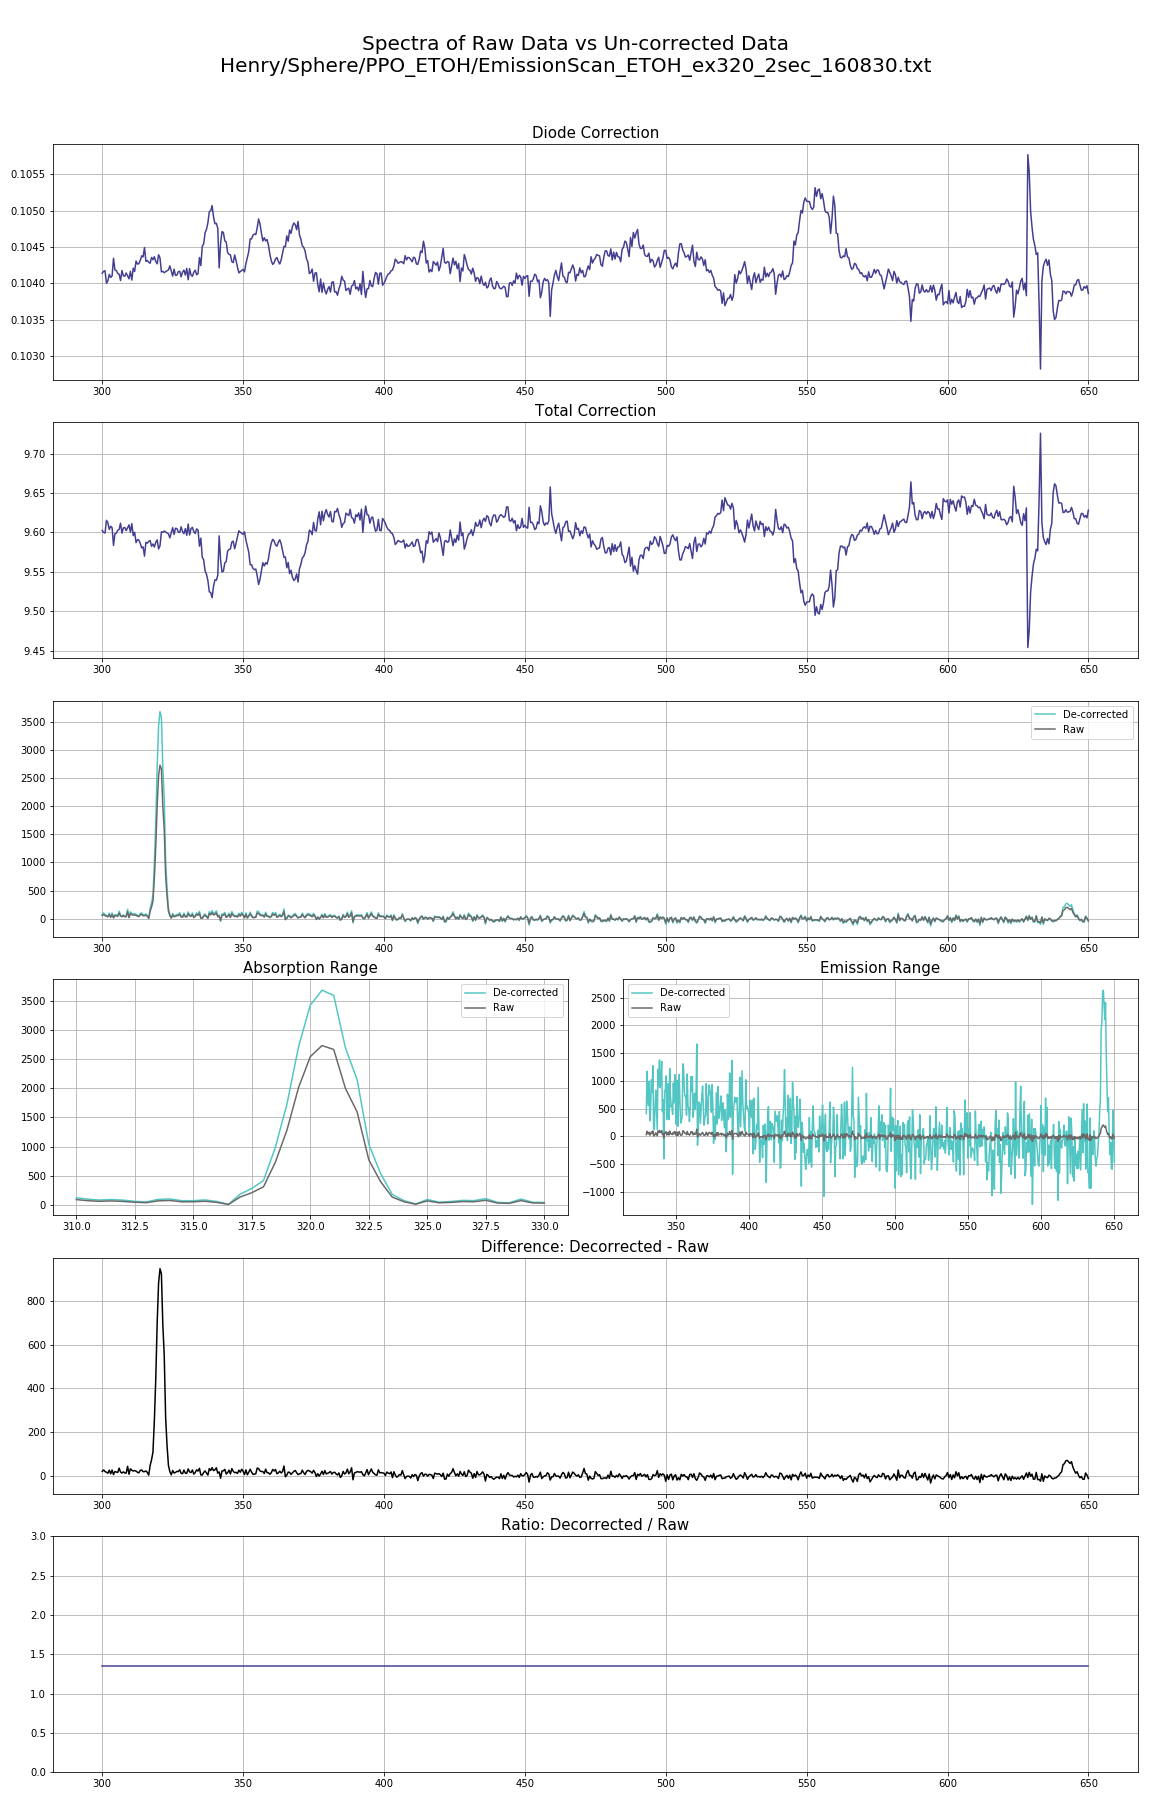 Spectra of Raw Data vs Un-corrected Data
Henry/Sphere/PPO_ETOH/EmissionScan_ETOH_ex320_2sec_160830.txt
Diode Correction
0.1055
0.1050
0.1045
0.1040
0.1035
0.1030
300 350 400 450 500 550 600 650
Total Correction
9.70
9.65
9.60
9.55
9.50
9.45
300 350 400 450 500 550 600 650
De-corrected
Raw
3500
3000
2500
2000
1500
1000
500
0
300 350 400 450 500 550 600 650
Absorption Range
De-corrected
Raw
3500
3000
2500
2000
1500
1000
500
0
310.0 312.5 315.0 317.5 320.0 322.5 325.0 327.5 330.0
Emission Range
De-corrected
Raw
2500
2000
1500
1000
500
0
−500
−1000
350 400 450 500 550 600 650
Difference: Decorrected - Raw
800
600
400
200
0
300 350 400 450 500 550 600 650
Ratio: Decorrected / Raw
3.0
2.5
2.0
1.5
1.0
0.5
0.0
300 350 400 450 500 550 600 650